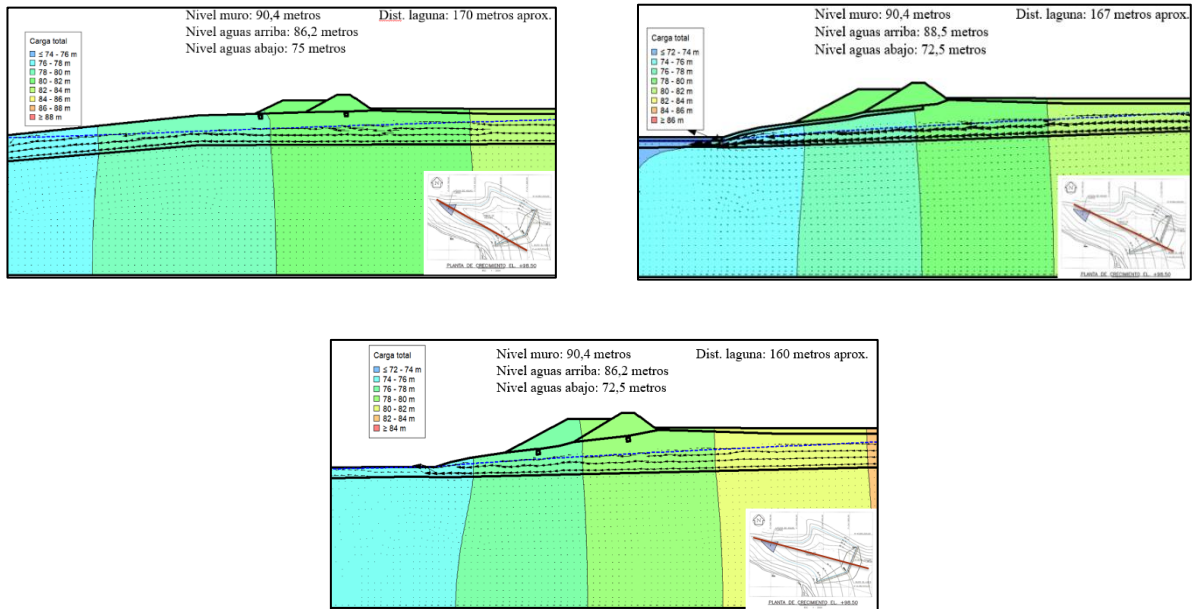 Nivel muro: 90,4 metros
Dist. laguna: 170 metros aprox.
Nivel aguas arriba: 86,2 metros
Nivel aguas abajo: 75 metros
Carga total
≤ 74 - 76 m
76 - 78 m
78 - 80 m
80 - 82 m
82 - 84 m
84 - 86 m
86 - 88 m
≥ 88 m
PLANTA DE CRECIMIENTO EL. +98.50
Nivel muro: 90,4 metros
Dist. laguna: 167 metros aprox.
Nivel aguas arriba: 88,5 metros
Nivel aguas abajo: 72,5 metros
Carga total
≤ 72 - 74 m
74 - 76 m
76 - 78 m
78 - 80 m
80 - 82 m
82 - 84 m
84 - 86 m
≥ 86 m
PLANTA DE CRECIMIENTO EL. +98.50
Nivel muro: 90,4 metros
Dist. laguna: 160 metros aprox.
Nivel aguas arriba: 86,2 metros
Nivel aguas abajo: 72,5 metros
Carga total
≤ 72 - 74 m
74 - 76 m
76 - 78 m
78 - 80 m
80 - 82 m
82 - 84 m
≥ 84 m
PLANTA DE CRECIMIENTO EL. +98.50